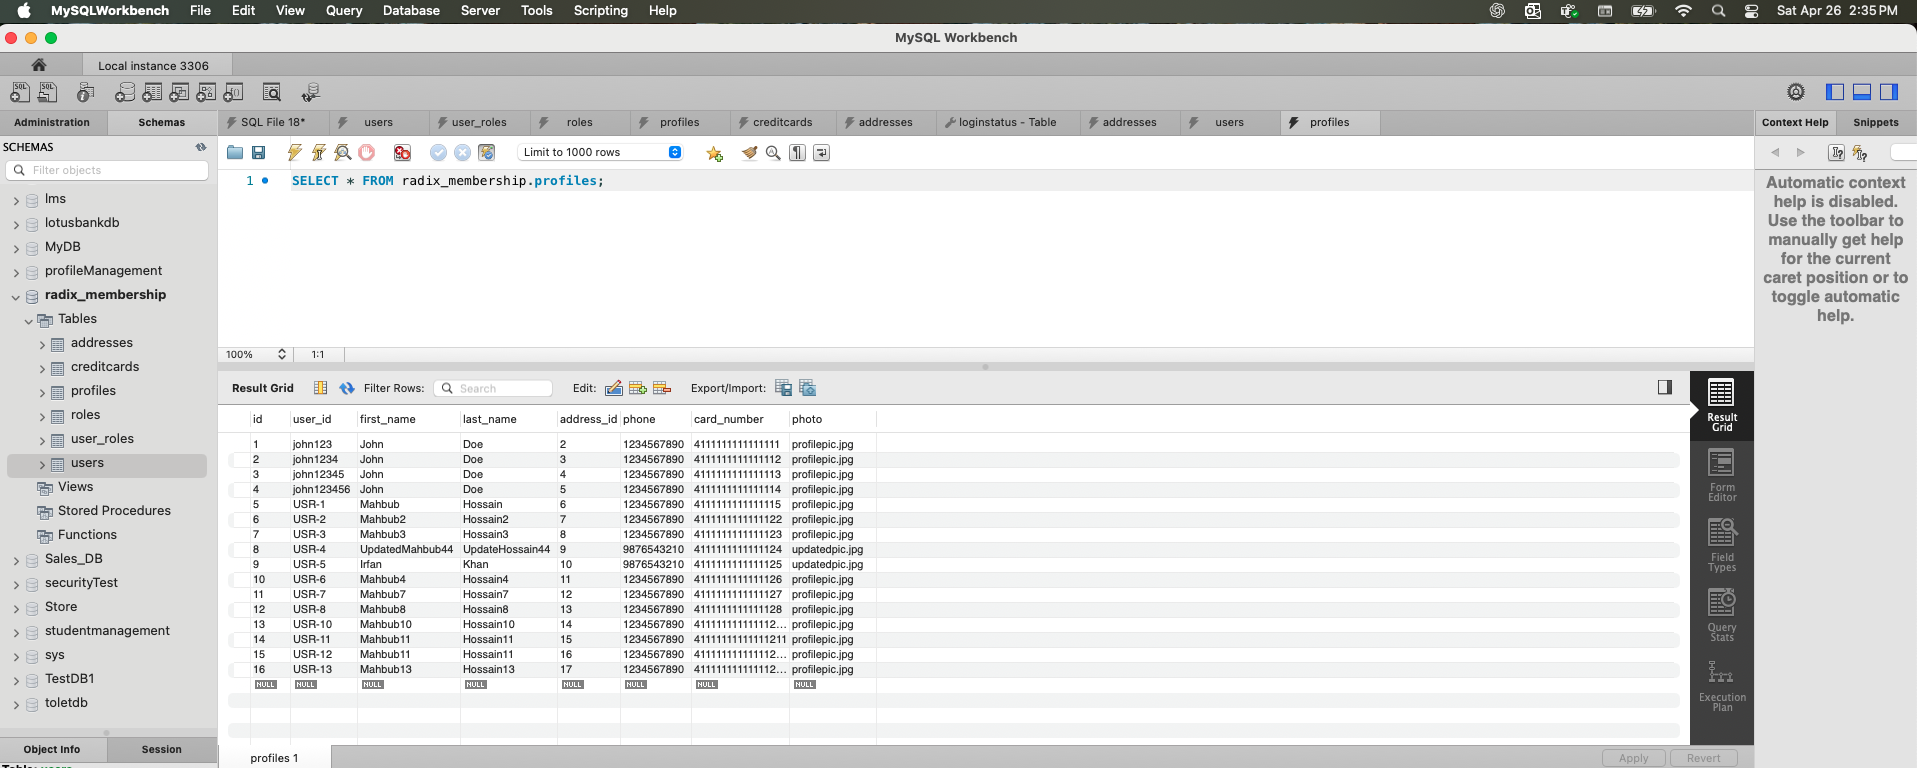 MySQLWorkbench File Edit View Query Database Server Tools Scripting Help Sat Apr 26 2:35 PM
MySQL Workbench
Local instance 3306
Administration Schemas SQL File 18* users user_roles roles profiles creditcards addresses loginstatus - Table addresses users profiles Context Help Snippets
SCHEMAS
Filter objects
Limit to 1000 rows
1 SELECT * FROM radix_membership.profiles;
Automatic context
help is disabled.
Use the toolbar to
manually get help
for the current
caret position or to
toggle automatic
help.
lms
lotusbankdb
MyDB
profileManagement
radix_membership
Tables
addresses
creditcards
profiles
roles
user_roles
users
Views
Stored Procedures
Functions
Sales_DB
securityTest
Store
studentmanagement
sys
TestDB1
toletdb
Object Info Session
100% 1:1
Result Grid Filter Rows: Search Edit: Export/Import:
id user_id first_name last_name address_id phone card_number photo
1 john123 John Doe 2 1234567890 4111111111111111 profilepic.jpg
2 john1234 John Doe 3 1234567890 4111111111111112 profilepic.jpg
3 john12345 John Doe 4 1234567890 4111111111111113 profilepic.jpg
4 john123456 John Doe 5 1234567890 4111111111111114 profilepic.jpg
5 USR-1 Mahbub Hossain 6 1234567890 4111111111111115 profilepic.jpg
6 USR-2 Mahbub2 Hossain2 7 1234567890 4111111111111122 profilepic.jpg
7 USR-3 Mahbub3 Hossain3 8 1234567890 4111111111111123 profilepic.jpg
8 USR-4 UpdatedMahbub44 UpdateHossain44 9 9876543210 4111111111111124 updatedpic.jpg
9 USR-5 Irfan Khan 10 9876543210 4111111111111125 updatedpic.jpg
10 USR-6 Mahbub4 Hossain4 11 1234567890 4111111111111126 profilepic.jpg
11 USR-7 Mahbub7 Hossain7 12 1234567890 4111111111111127 profilepic.jpg
12 USR-8 Mahbub8 Hossain8 13 1234567890 4111111111111128 profilepic.jpg
13 USR-10 Mahbub10 Hossain10 14 1234567890 411111111111112... profilepic.jpg
14 USR-11 Mahbub11 Hossain11 15 1234567890 41111111111111211 profilepic.jpg
15 USR-12 Mahbub11 Hossain11 16 1234567890 411111111111112... profilepic.jpg
16 USR-13 Mahbub13 Hossain13 17 1234567890 411111111111112... profilepic.jpg
NULL NULL NULL NULL NULL NULL NULL NULL
Result
Grid
Form
Editor
Field
Types
Query
Stats
Execution
Plan
profiles 1
Apply Revert